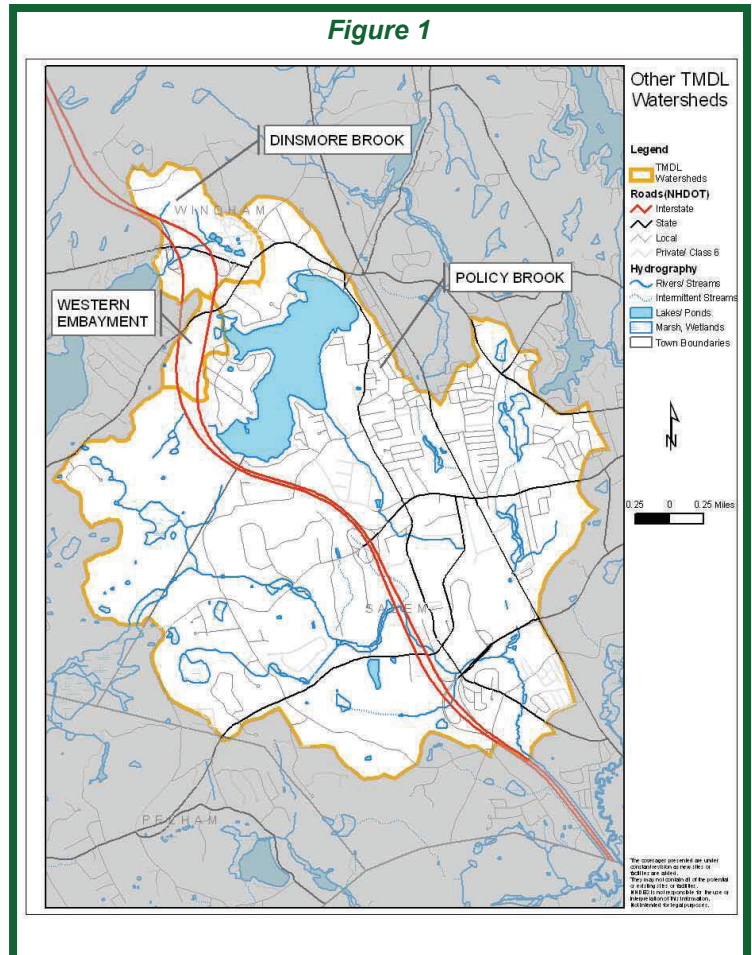 Figure 1
Other TMDL
Watersheds
DINSMORE BROOK
WINDHAM
POLICY BROOK
WESTERN
EMBAYMENT
SALEM
PELHAM
Legend
TMDL
Watersheds
Roads(NHDOT)
Interstate
State
Local
Private/ Class 6
Hydrography
Rivers/ Streams
Intermittent Streams
Lakes/ Ponds
Marsh, Wetlands
Town Boundaries
N
0.25 0 0.25 Miles
The coverages presented are under
constant revision as new sites or
facilities are added.
They may not contain all of the potential
or existing sites or facilities.
NHDES is not responsible for the use or
interpretation of this information.
Not intended for legal purposes.